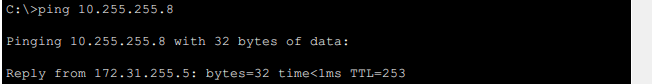 C:\>ping 10.255.255.8
Pinging 10.255.255.8 with 32 bytes of data:
Reply from 172.31.255.5: bytes=32 time<1ms TTL=253